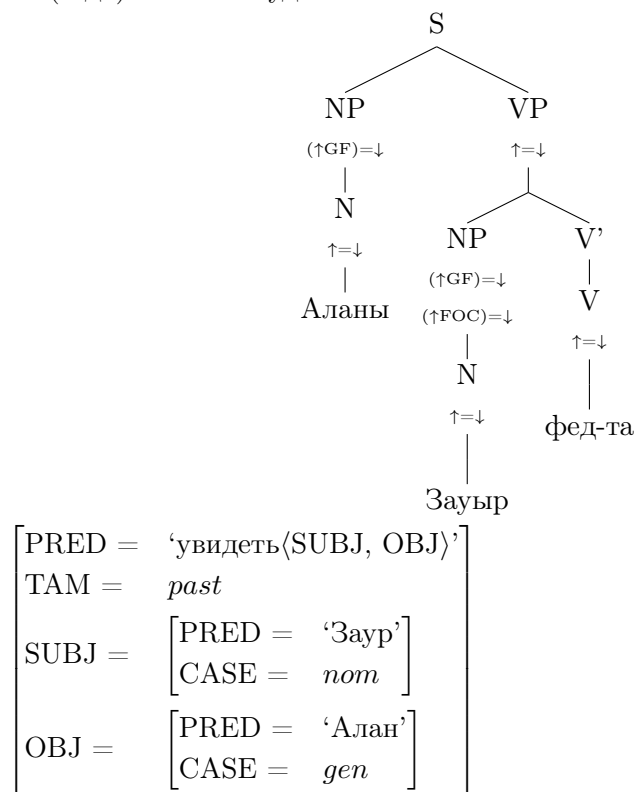 S
NP VP
(↑GF)=↓ ↑=↓
N
↑=↓
NP V’
Аланы
(↑GF)=↓ V
(↑FOC)=↓ ↑=↓
N
↑=↓ фед-та
Зауыр
PRED = ‘увидеть⟨SUBJ, OBJ⟩’
TAM = past
SUBJ = [PRED = ‘Заур’
CASE = nom]
OBJ = [PRED = ‘Алан’
CASE = gen]